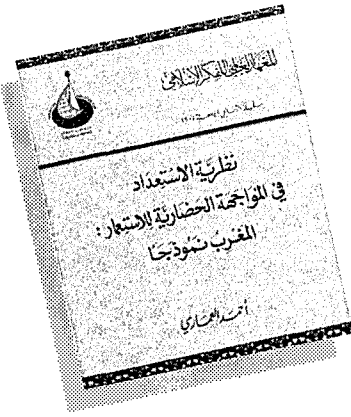 المعهد العالمي للفكر الإسلامي
نظرية الاستعداد
في المواجهة الحضارية للاستعمار :
المغرب نموذجا
أحمد العماري